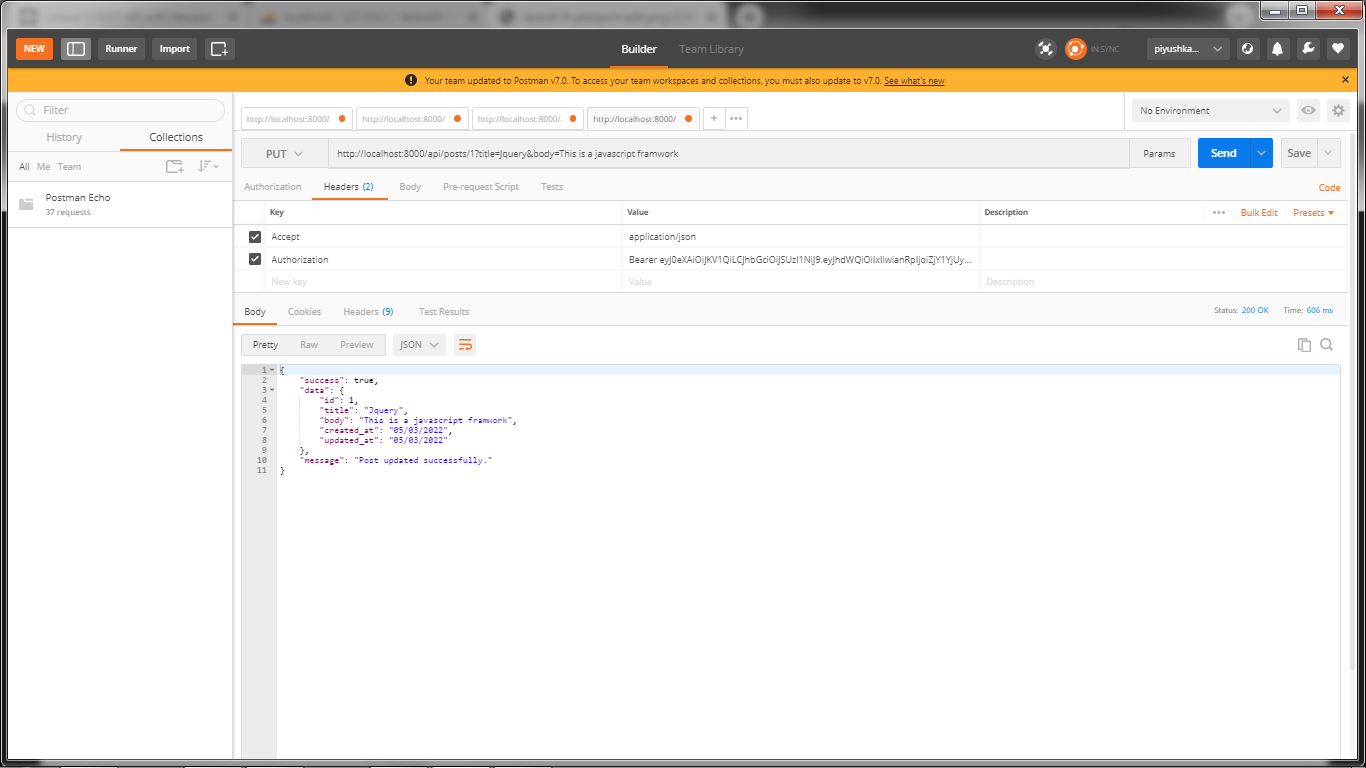 NEW Runner Import Builder Team Library IN SYNC piyushka...
Your team updated to Postman v7.0. To access your team workspaces and collections, you must also update to v7.0. See what's new
Filter
History Collections
All Me Team
Postman Echo
37 requests
http://localhost:8000/ http://localhost:8000/ http://localhost:8000/ http://localhost:8000/ + ••• No Environment
PUT http://localhost:8000/api/posts/1?title=Jquery&body=This is a javascript framwork Params Send Save
Authorization Headers (2) Body Pre-request Script Tests Code
Key Value Description ••• Bulk Edit Presets
Accept application/json
Authorization
New key Value Description
Body Cookies Headers (9) Test Results Status: 200 OK Time: 606 ms
Pretty Raw Preview JSON
1 {
2 "success": true,
3 "data": {
4 "id": 1,
5 "title": "Jquery",
6 "body": "This is a javascript framwork",
7 "created_at": "05/03/2022",
8 "updated_at": "05/03/2022"
9 },
10 "message": "Post updated successfully."
11 }